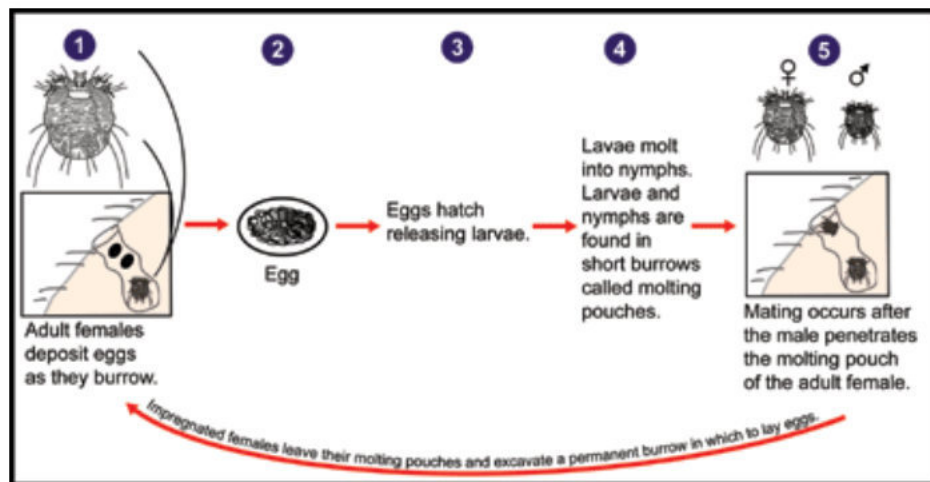 1
2
3
4
5
♀
♂
Adult females
deposit eggs
as they burrow.
Egg
Eggs hatch
releasing larvae.
Lavae molt
into nymphs.
Larvae and
nymphs are
found in
short burrows
called molting
pouches.
Mating occurs after
the male penetrates
the molting pouch
of the adult female.
Impregnated females leave their molting pouches and excavate a permanent burrow in which to lay eggs.